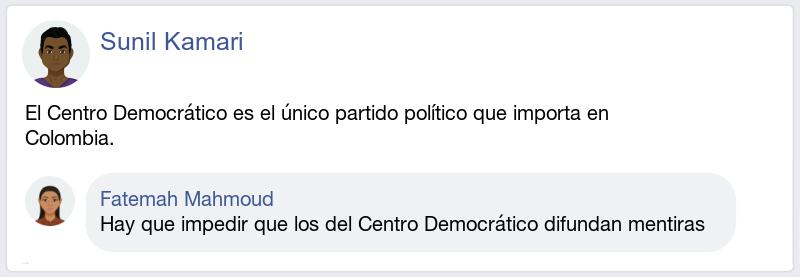 Sunil Kamari
El Centro Democrático es el único partido político que importa en
Colombia.
Fatemah Mahmoud
Hay que impedir que los del Centro Democrático difundan mentiras